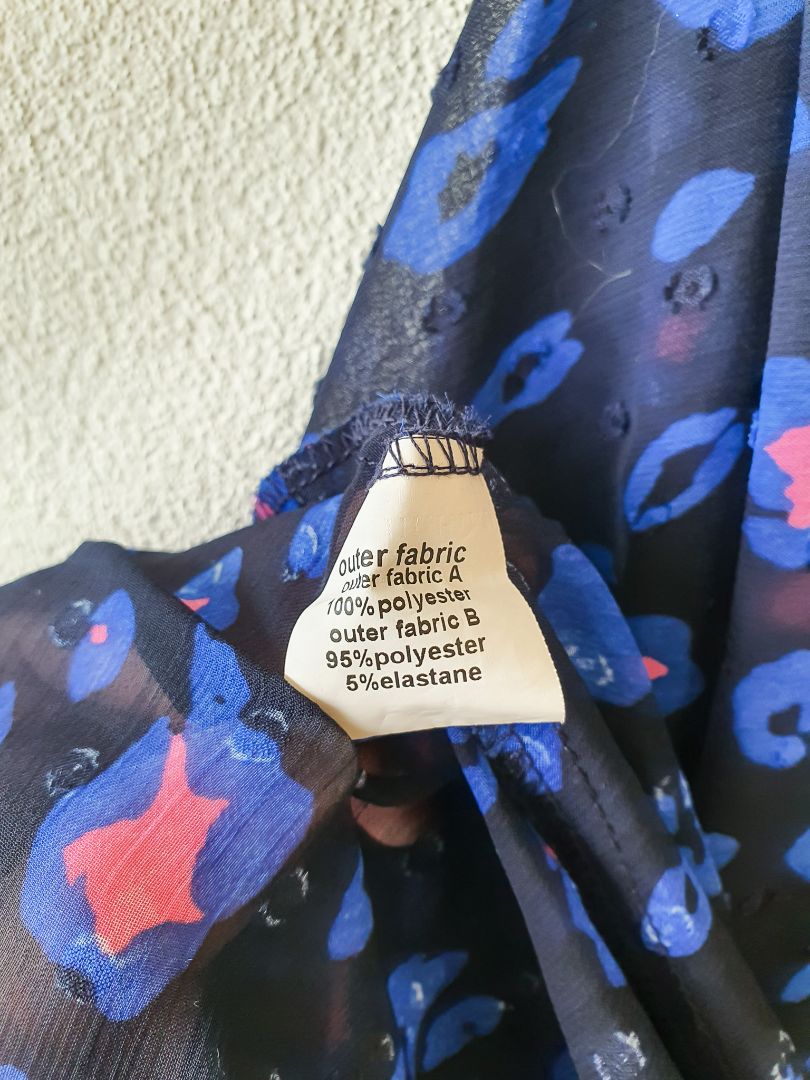 outer fabric
outer fabric A
100%polyester
outer fabric B
95%polyester
5%elastane